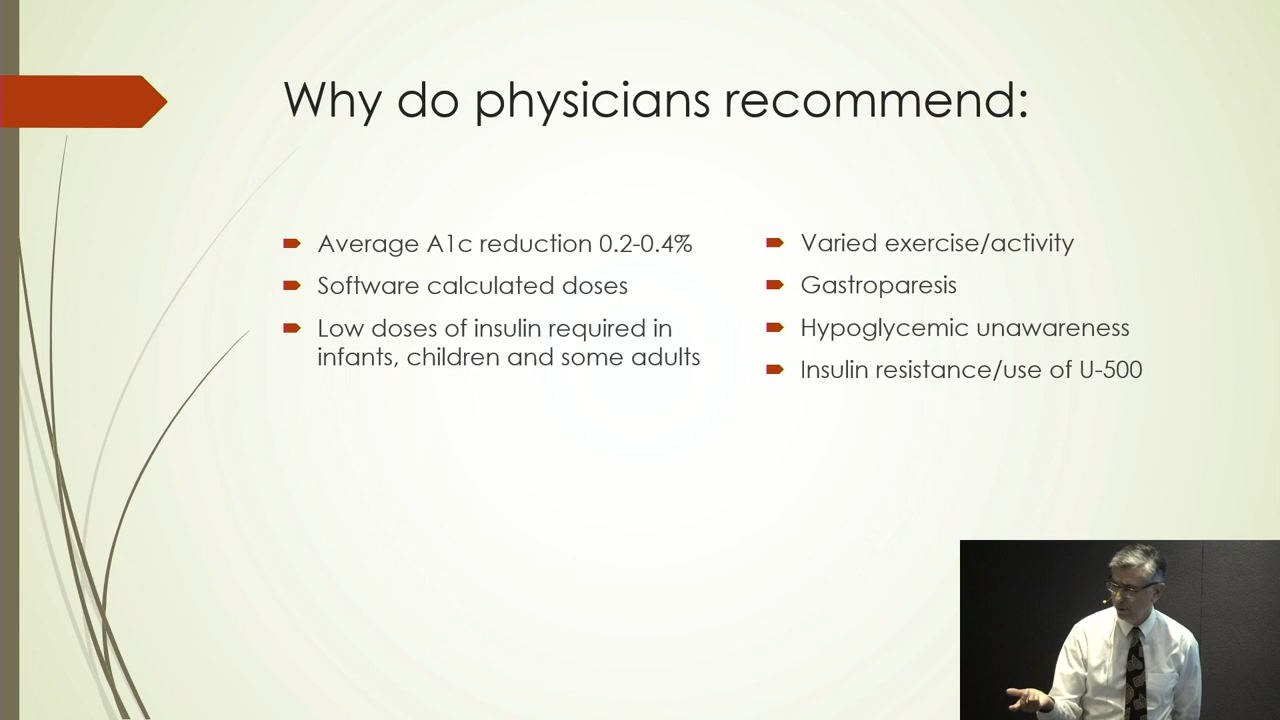 Why do physicians recommend:
Average A1c reduction 0.2-0.4%
Software calculated doses
Low doses of insulin required in
infants, children and some adults
Varied exercise/activity
Gastroparesis
Hypoglycemic unawareness
Insulin resistance/use of U-500